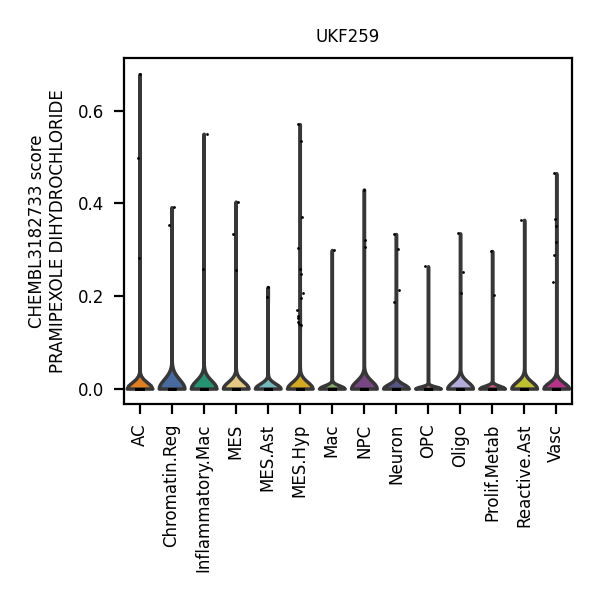 UKF259
CHEMBL3182733 score
PRAMIPEXOLE DIHYDROCHLORIDE
0.6
0.4
0.2
0.0
AC
Chromatin.Reg
Inflammatory.Mac
MES
MES.Ast
MES.Hyp
Mac
NPC
Neuron
OPC
Oligo
Prolif.Metab
Reactive.Ast
Vasc